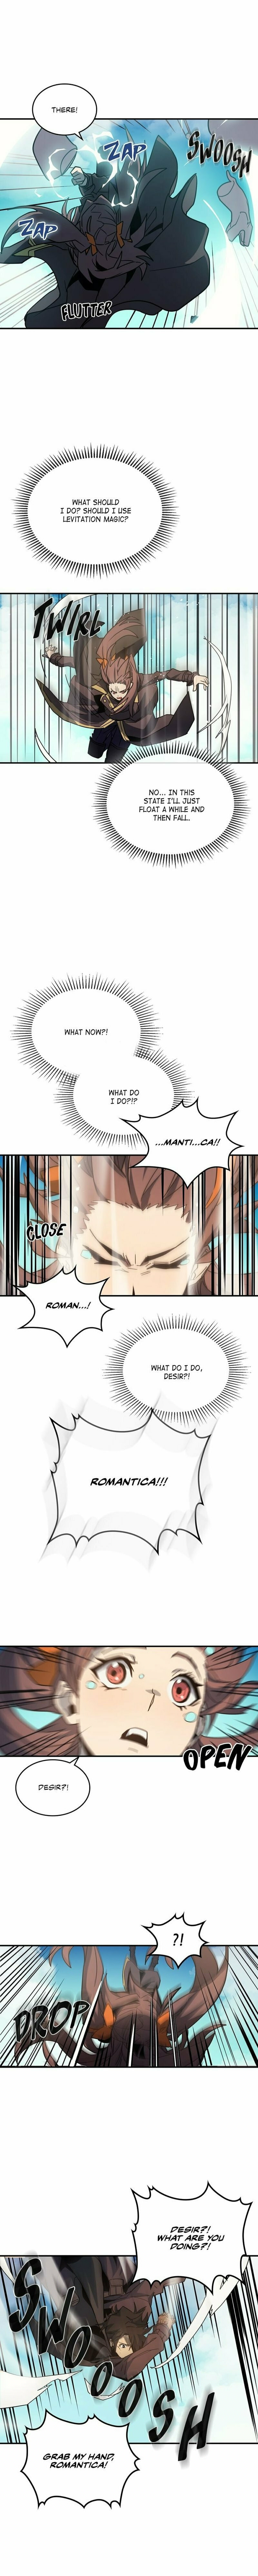 THERE!
ZAP
SWOOSH
ZAP
FLUTTER
WHAT SHOULD
I DO? SHOULD I USE
LEVITATION MAGIC?
TWIRL
NO... IN THIS
STATE I'LL JUST
FLOAT A WHILE AND
THEN FALL.
WHAT NOW?!
WHAT DO
I DO?!?
...MANTI...CA!!
CLOSE
ROMAN...!
WHAT DO I DO,
DESIR?!
ROMANTICA!!!
OPEN
DESIR?!
?!
DROP
DESIR?!
WHAT ARE YOU
DOING?!
SWOOOSH
GRAB MY HAND,
ROMANTICA!